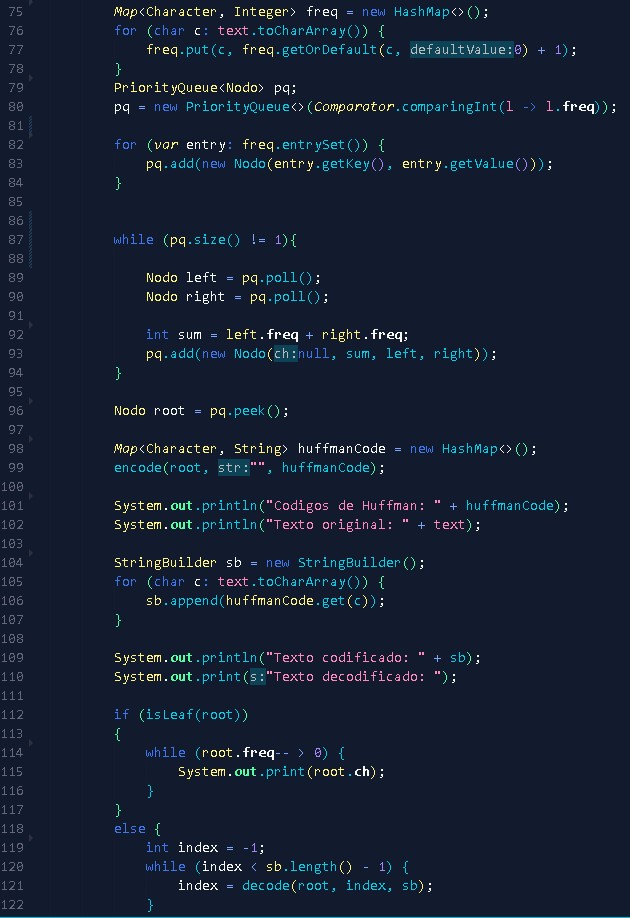 75 Map<Character, Integer> freq = new HashMap<>();
76 for (char c: text.toCharArray()) {
77 freq.put(c, freq.getOrDefault(c, defaultValue:0) + 1);
78 }
79 PriorityQueue<Nodo> pq;
80 pq = new PriorityQueue<>(Comparator.comparingInt(l -> l.freq));
81
82 for (var entry: freq.entrySet()) {
83 pq.add(new Nodo(entry.getKey(), entry.getValue()));
84 }
85
86
87 while (pq.size() != 1){
88
89 Nodo left = pq.poll();
90 Nodo right = pq.poll();
91
92 int sum = left.freq + right.freq;
93 pq.add(new Nodo(ch:null, sum, left, right));
94 }
95
96 Nodo root = pq.peek();
97
98 Map<Character, String> huffmanCode = new HashMap<>();
99 encode(root, str:"", huffmanCode);
100
101 System.out.println("Codigos de Huffman: " + huffmanCode);
102 System.out.println("Texto original: " + text);
103
104 StringBuilder sb = new StringBuilder();
105 for (char c: text.toCharArray()) {
106 sb.append(huffmanCode.get(c));
107 }
108
109 System.out.println("Texto codificado: " + sb);
110 System.out.print(s:"Texto decodificado: ");
111
112 if (isLeaf(root))
113 {
114 while (root.freq-- > 0) {
115 System.out.print(root.ch);
116 }
117 }
118 else {
119 int index = -1;
120 while (index < sb.length() - 1) {
121 index = decode(root, index, sb);
122 }